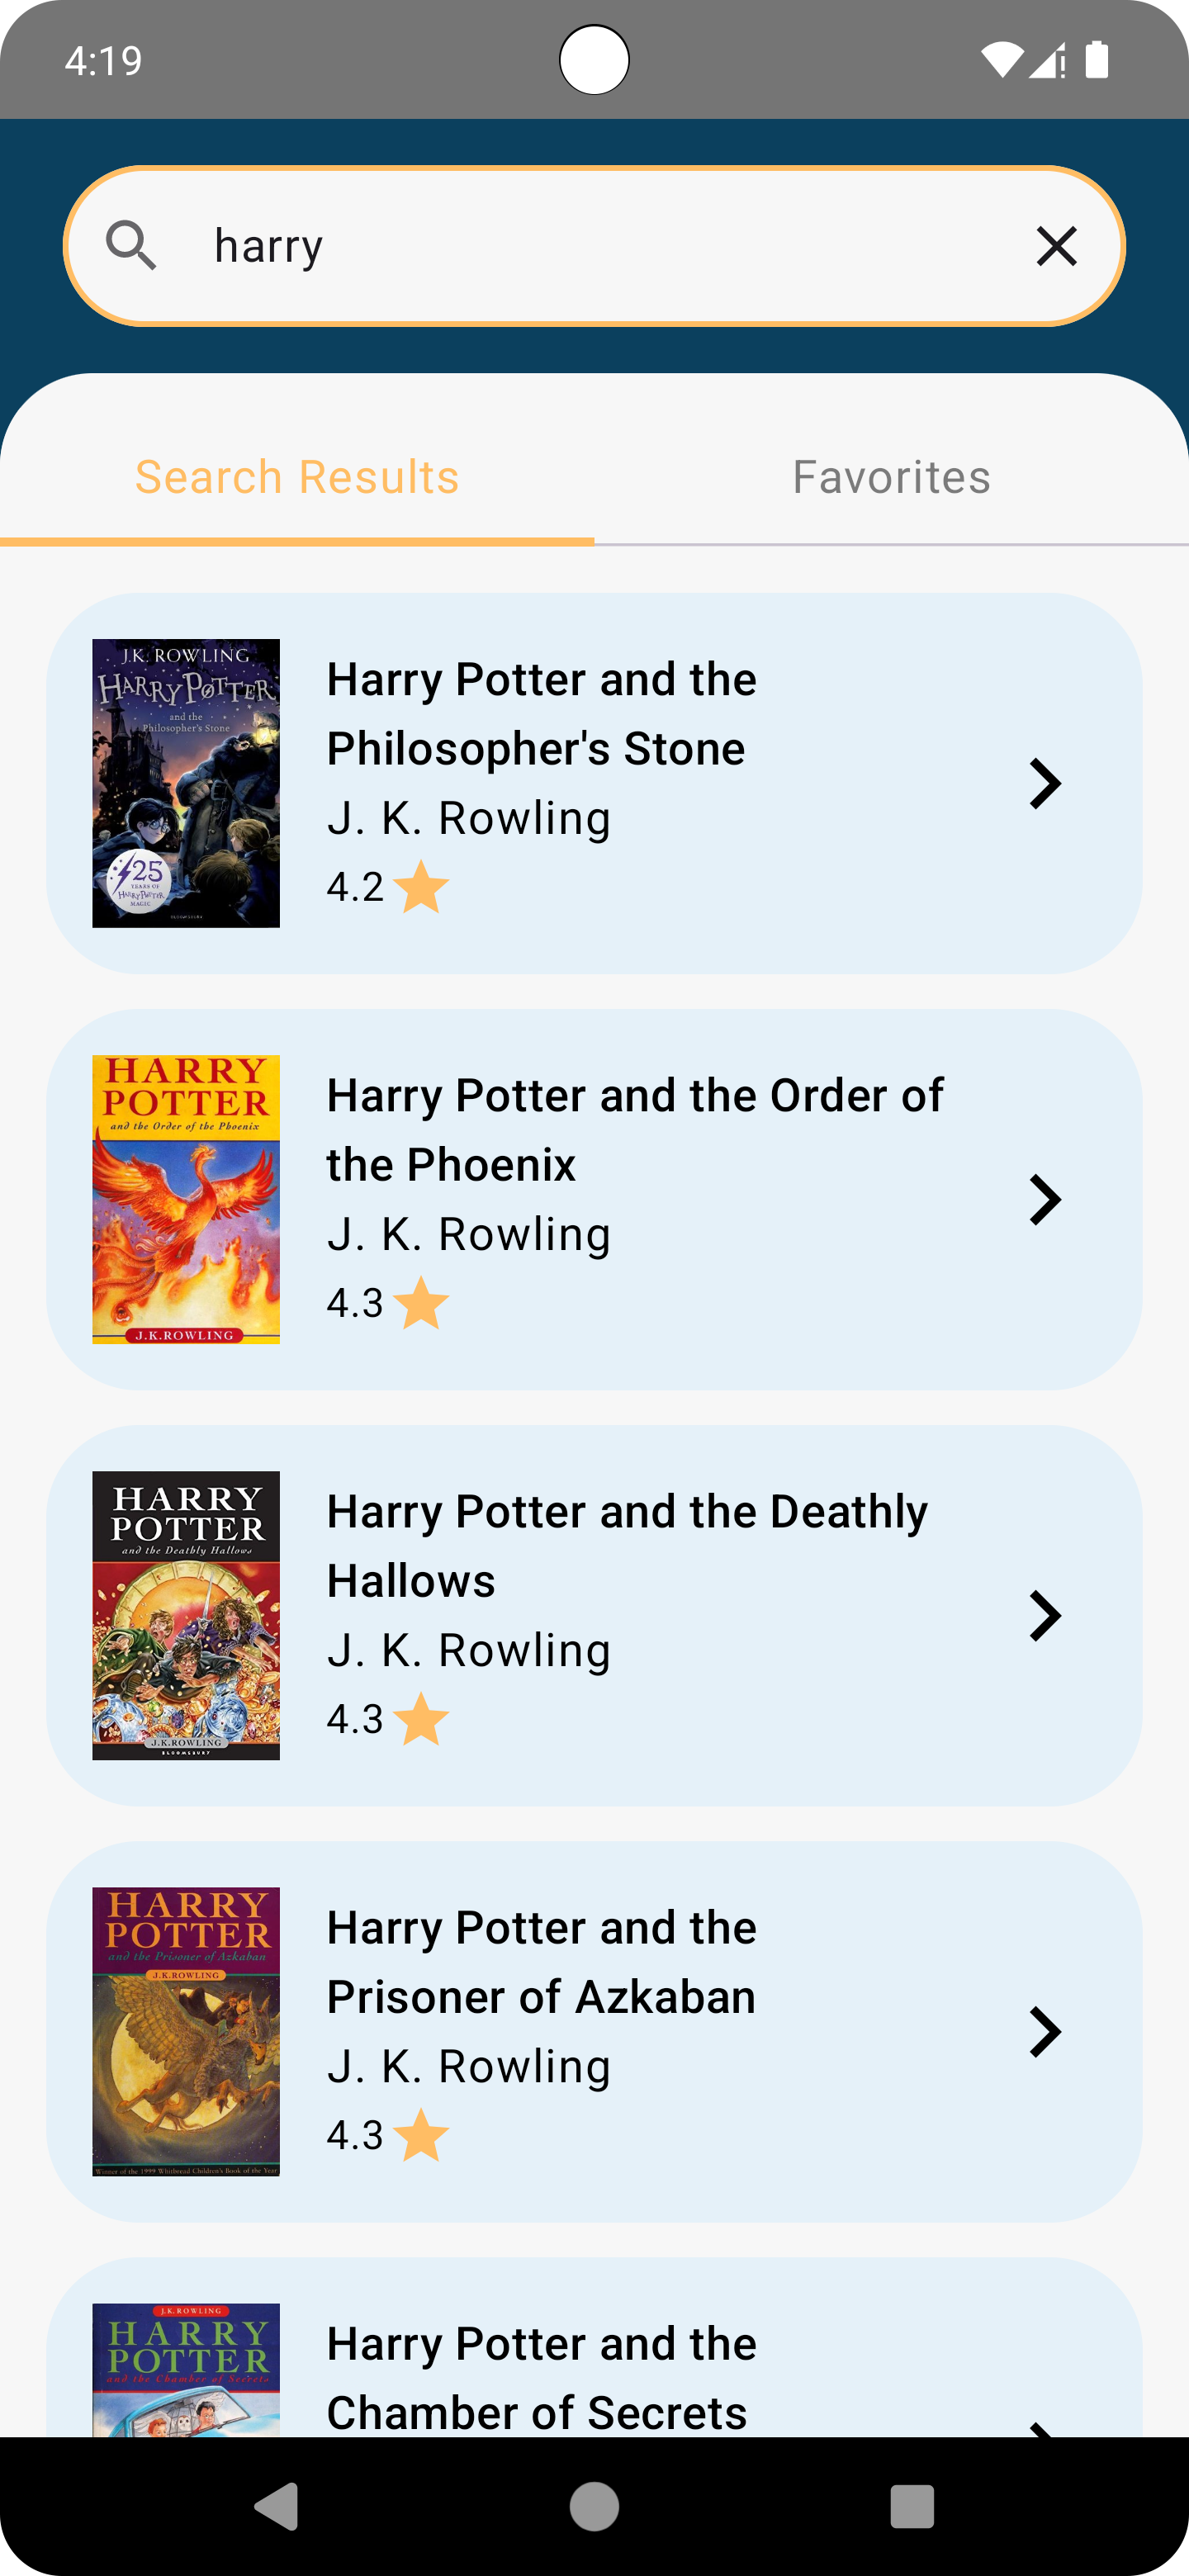 4:19
harry
Search Results
Favorites
J.K. ROWLING
HARRY POTTER
and the
Philosopher's Stone
25
YEARS OF
HARRY POTTER
MAGIC
BLOOMSBURY
Harry Potter and the
Philosopher's Stone
J. K. Rowling
4.2
HARRY
POTTER
and the Order of the Phoenix
J.K.ROWLING
Harry Potter and the Order of
the Phoenix
J. K. Rowling
4.3
HARRY
POTTER
and the Deathly Hallows
J.K.ROWLING
BLOOMSBURY
Harry Potter and the Deathly
Hallows
J. K. Rowling
4.3
HARRY
POTTER
and the Prisoner of Azkaban
J.K.ROWLING
Winner of the 1999 Whitbread Children's Book of the Year
Harry Potter and the
Prisoner of Azkaban
J. K. Rowling
4.3
J.K.ROWLING
HARRY
POTTER
and the Chamber of Secrets
Harry Potter and the
Chamber of Secrets